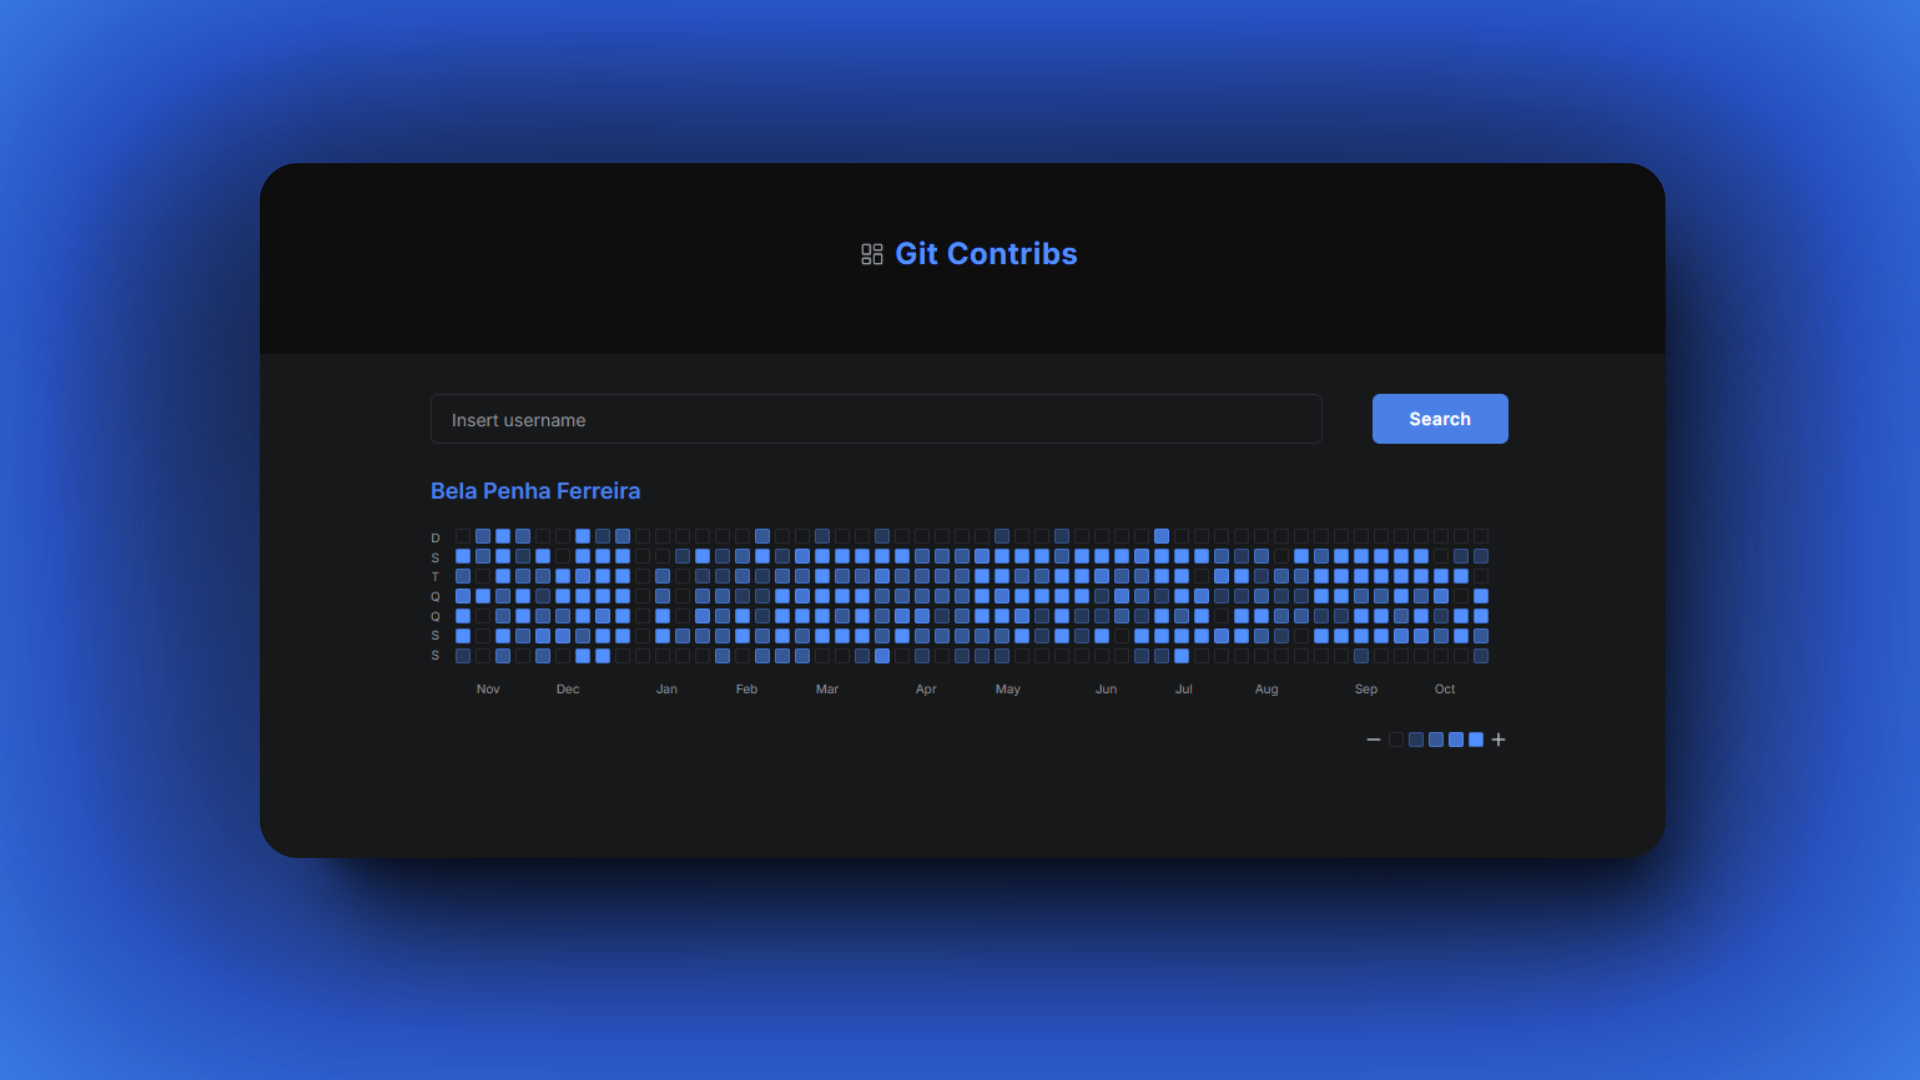 Git Contribs
Insert username
Search
Bela Penha Ferreira
D
S
T
Q
Q
S
S
Nov Dec Jan Feb Mar Apr May Jun Jul Aug Sep Oct